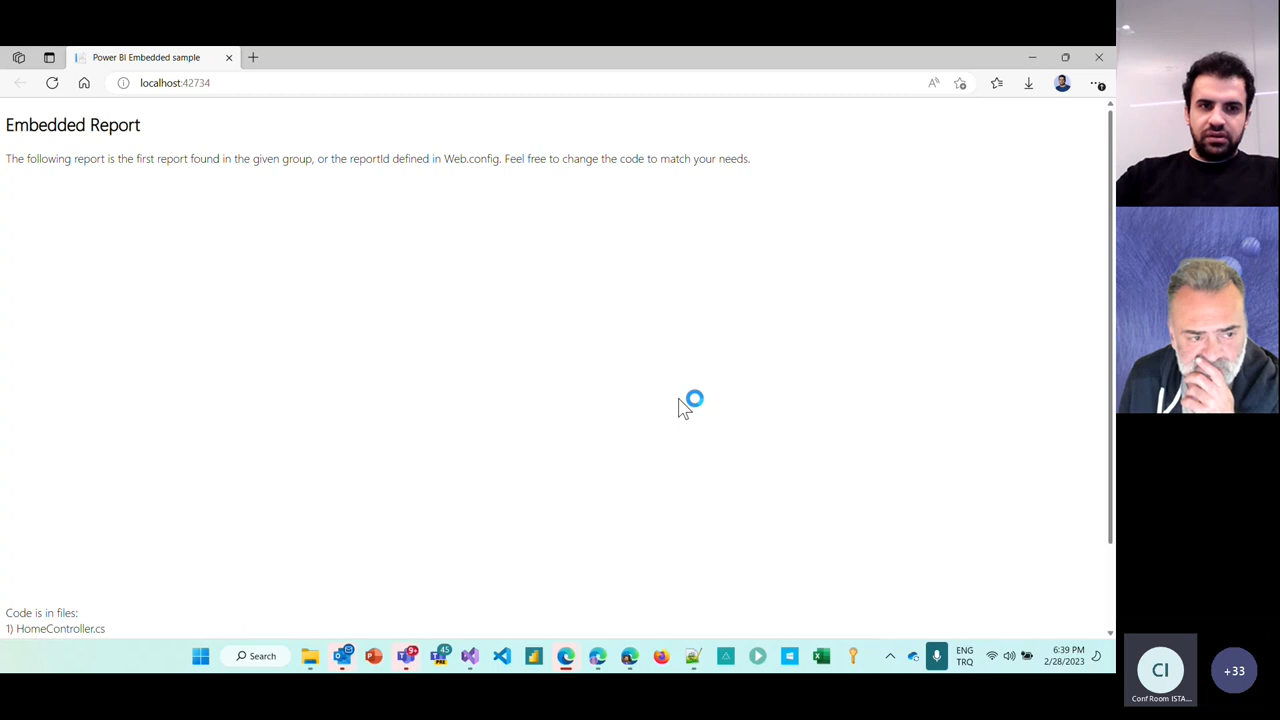 Power BI Embedded sample
localhost:42734
Embedded Report
The following report is the first report found in the given group, or the reportId defined in Web.config. Feel free to change the code to match your needs.
Code is in files:
1) HomeController.cs
Search
9+
45
PRE
ENG
TRQ
6:39 PM
2/28/2023
CI
Conf Room ISTA...
+33